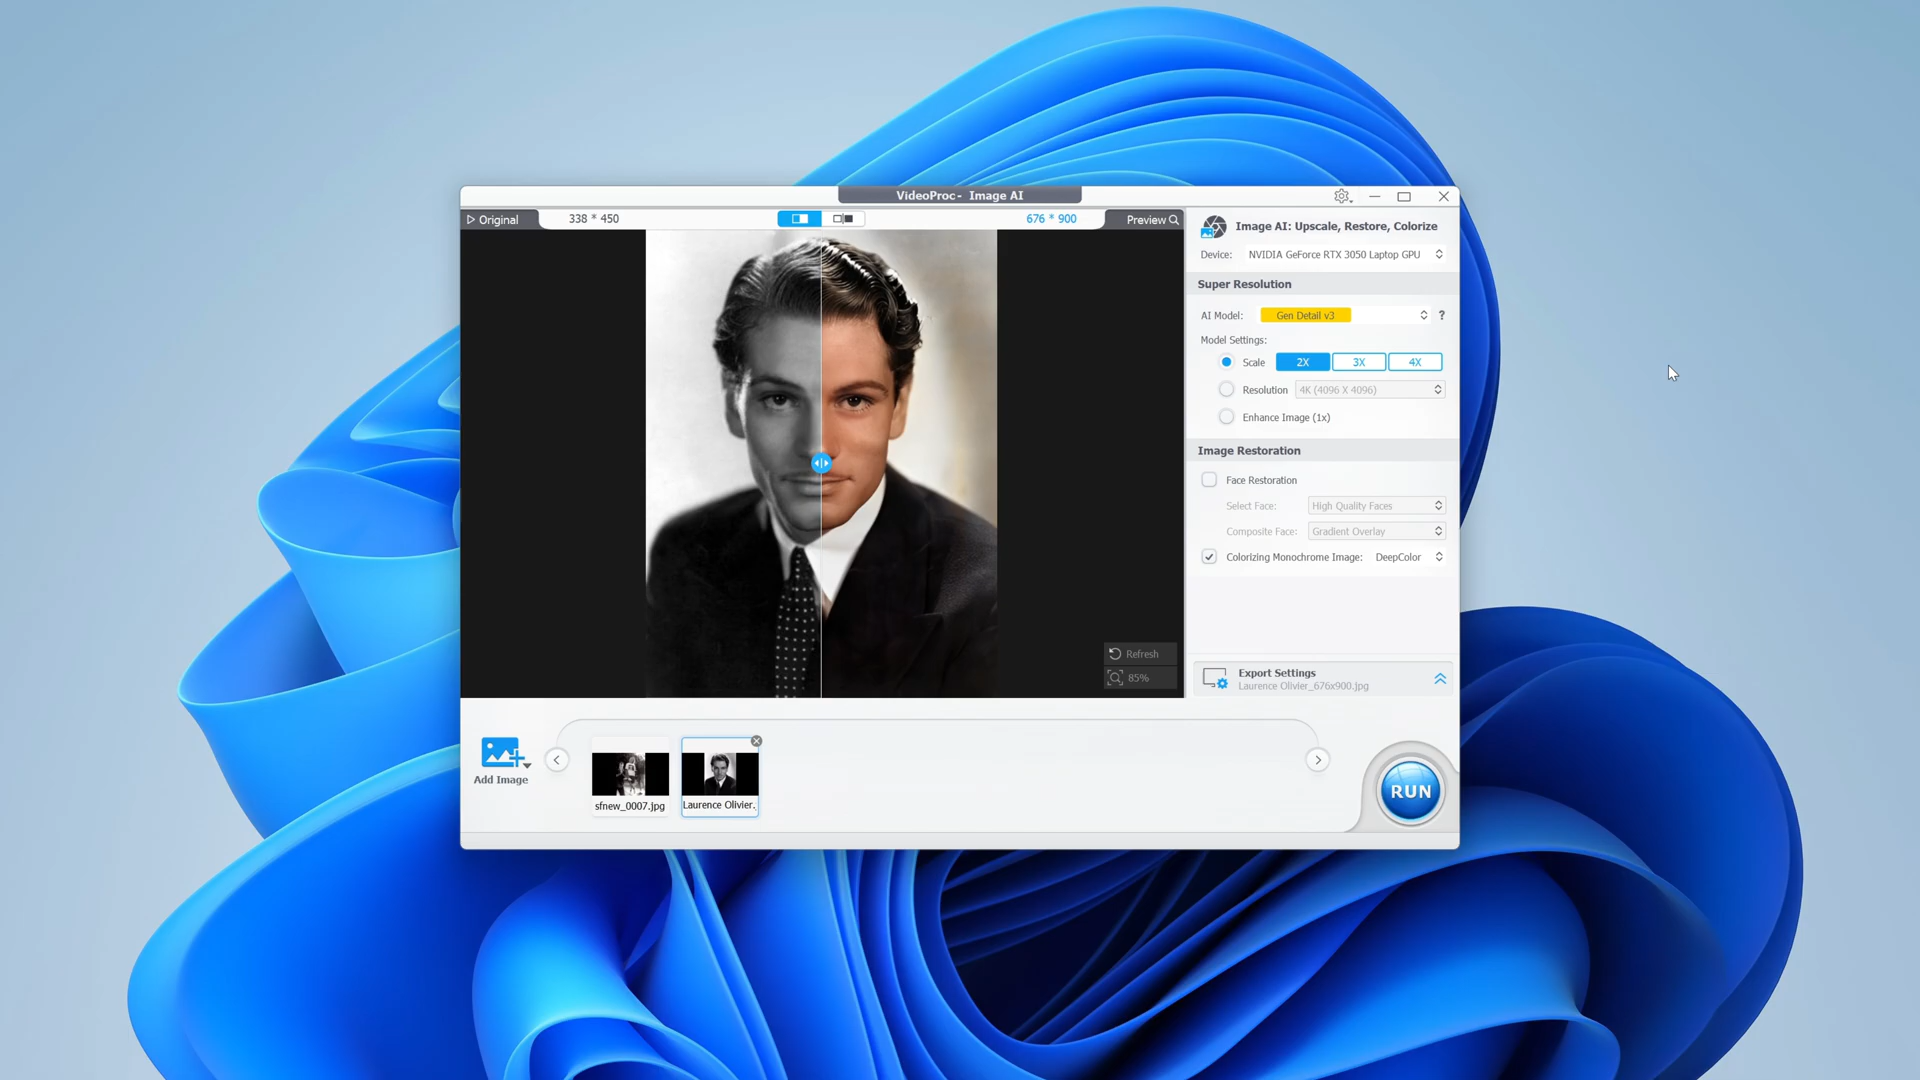 VideoProc - Image AI
Original
338 * 450
676 * 900
Preview
Image AI: Upscale, Restore, Colorize
Device: NVIDIA GeForce RTX 3050 Laptop GPU
Super Resolution
AI Model: Gen Detail v3 ?
Model Settings:
Scale 2X 3X 4X
Resolution 4K (4096 X 4096)
Enhance Image (1x)
Image Restoration
Face Restoration
Select Face: High Quality Faces
Composite Face: Gradient Overlay
Colorizing Monochrome Image: DeepColor
Refresh
85%
Export Settings
Laurence Olivier_676x900.jpg
Add Image
sfnew_0007.jpg
Laurence Olivier.
RUN